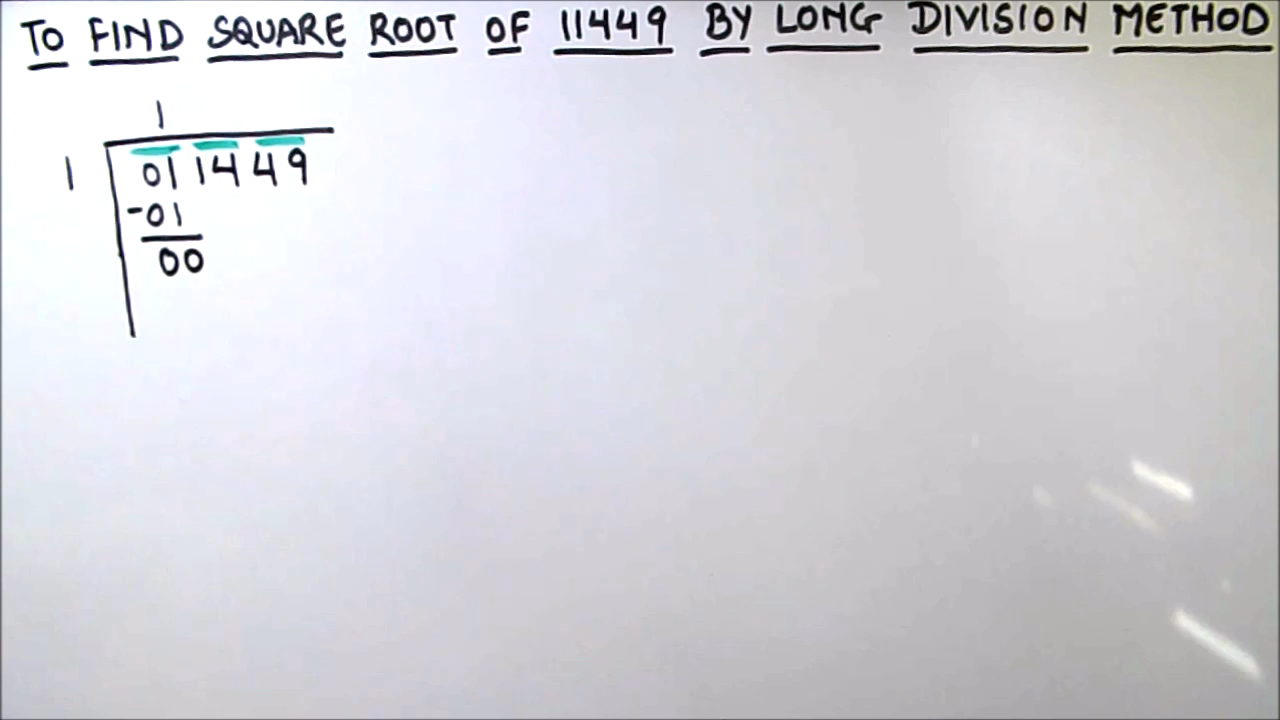 TO FIND SQUARE ROOT OF 11449 BY LONG DIVISION METHOD
1
1 01 14 49
-01
00